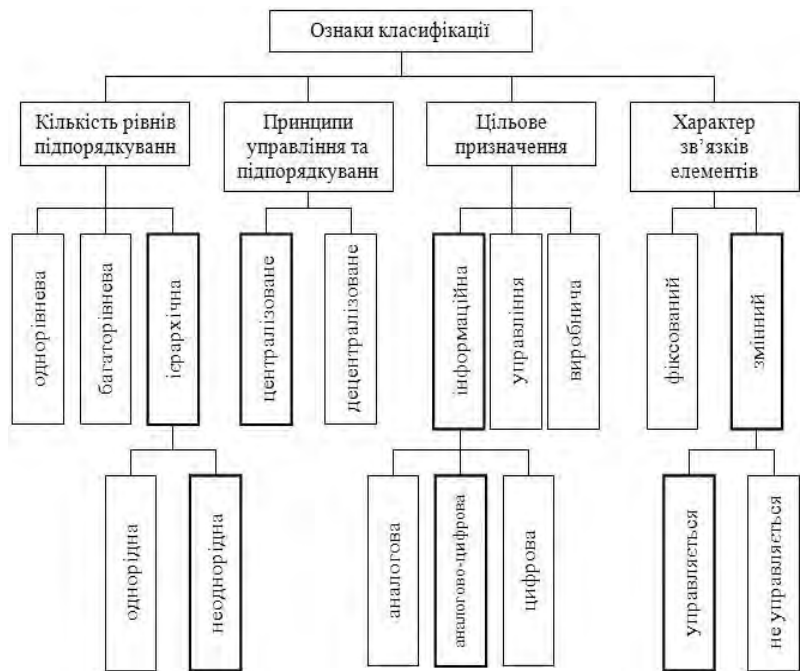 Ознаки класифікації
Кількість рівнів
підпорядкуванн
Принципи
управління та
підпорядкуванн
Цільове
призначення
Характер
зв’язків
елементів
однорівнева
багаторівнева
ієрархічна
централізоване
децентралізоване
інформаційна
управління
виробнича
фіксований
змінний
однорідна
неоднорідна
аналогова
аналогово-цифрова
цифрова
управляється
не управляється